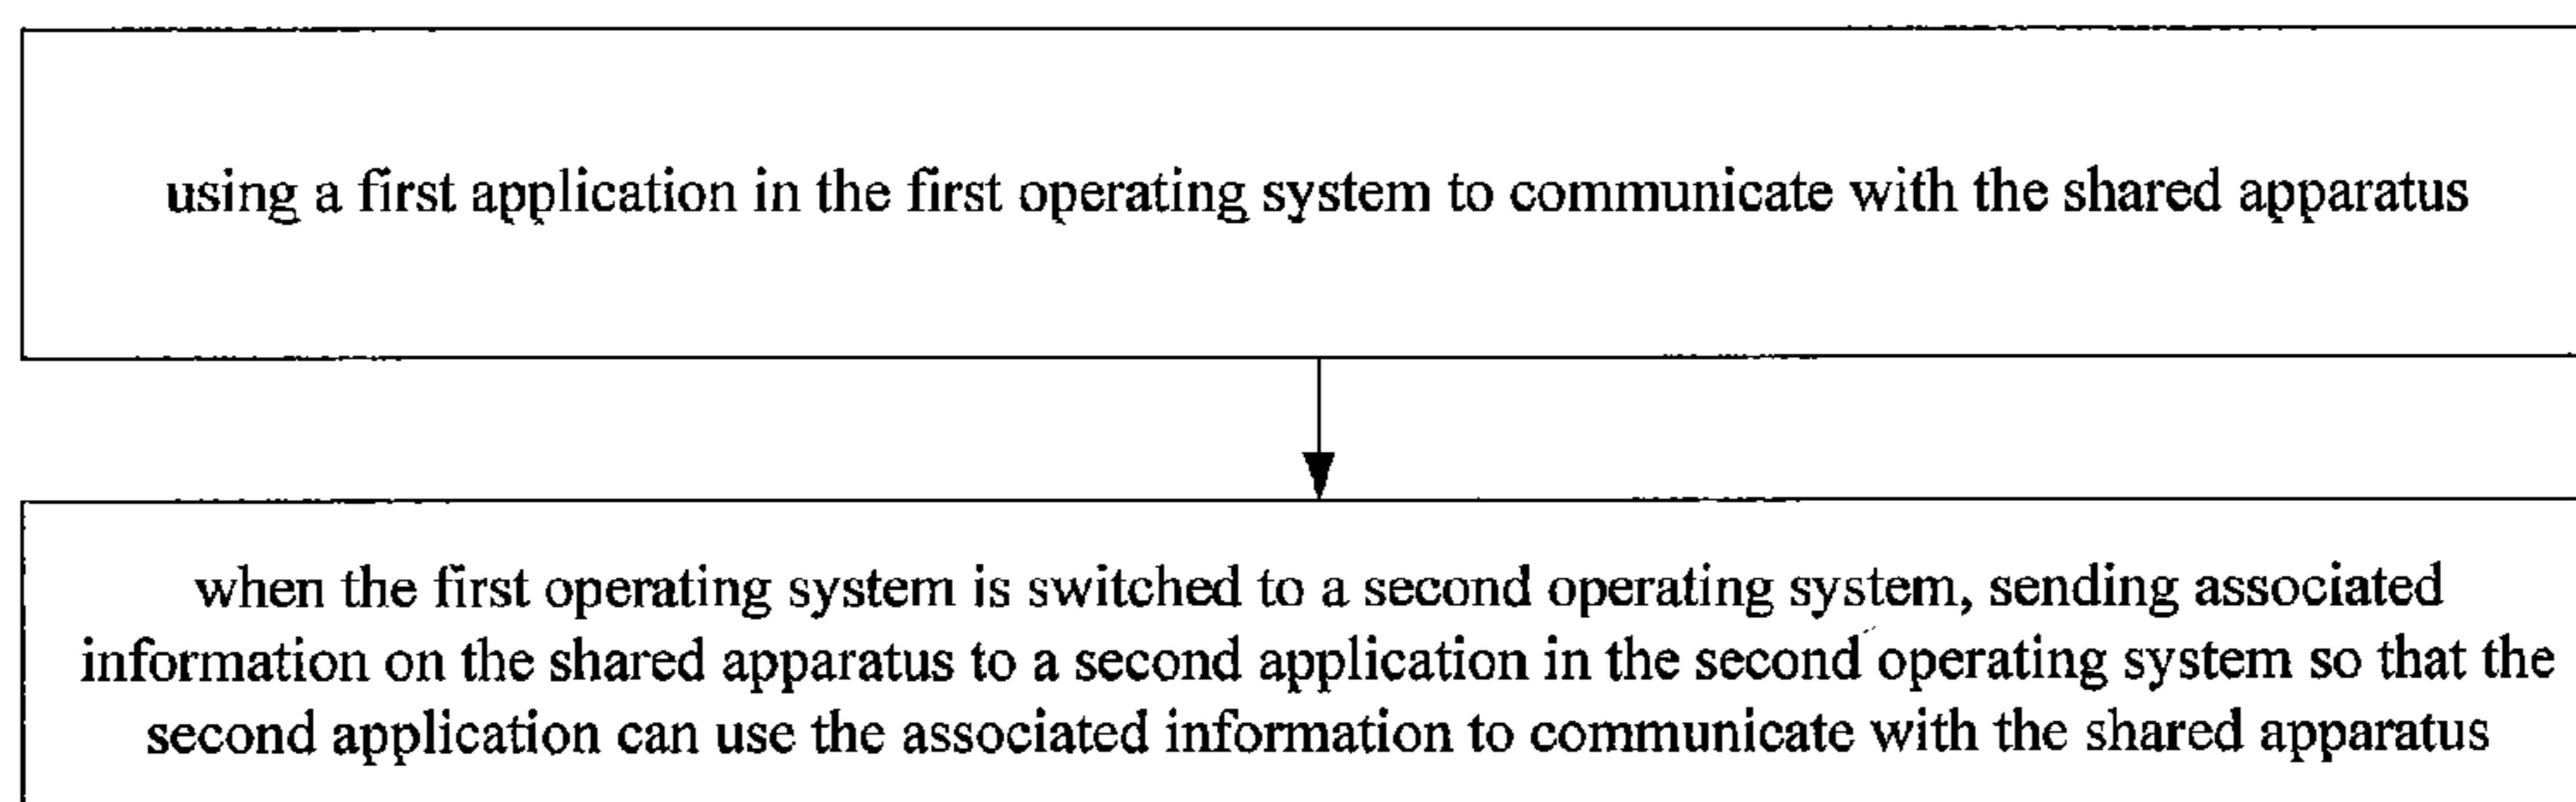 using a first application in the first operating system to communicate with the shared apparatus
when the first operating system is switched to a second operating system, sending associated
information on the shared apparatus to a second application in the second operating system so that the
second application can use the associated information to communicate with the shared apparatus